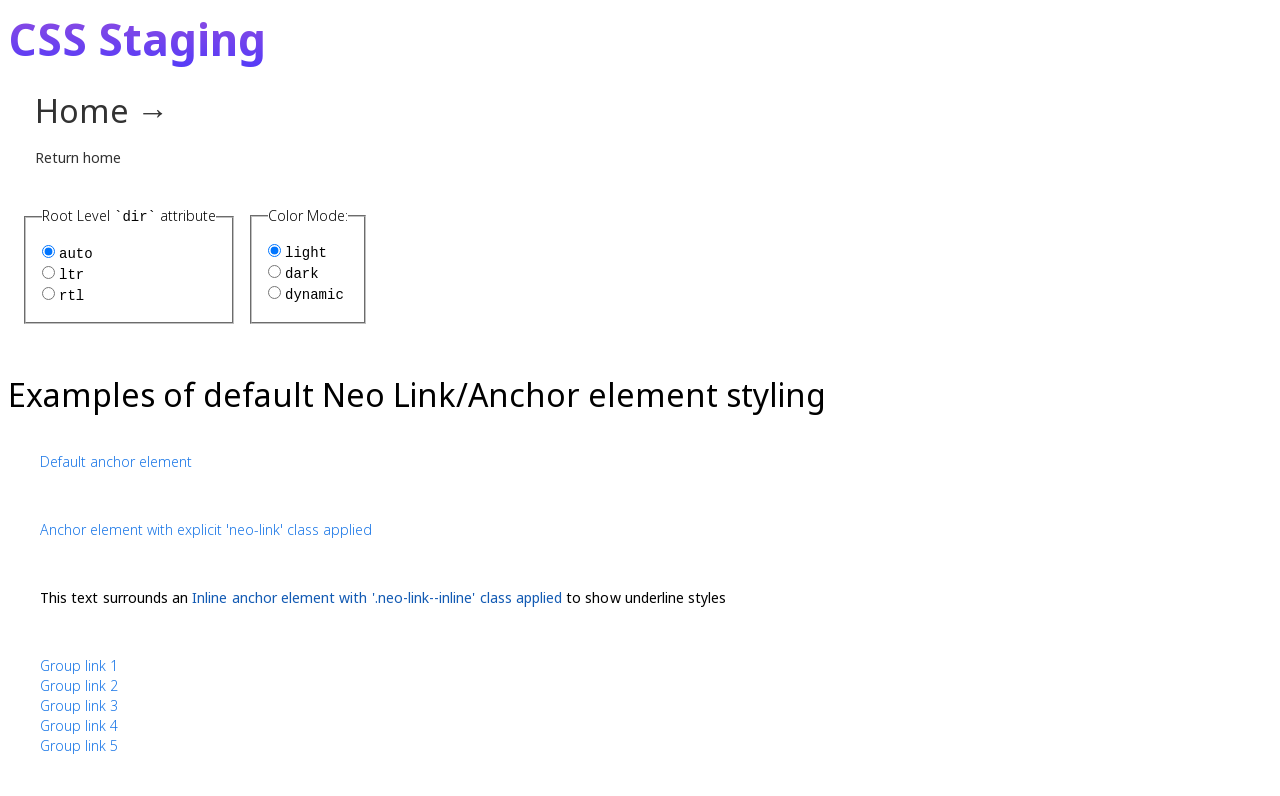 CSS Staging
Home →
Return home
Root Level `dir` attribute
auto
ltr
rtl
Color Mode:
light
dark
dynamic
Examples of default Neo Link/Anchor element styling
Default anchor element
Anchor element with explicit 'neo-link' class applied
This text surrounds an Inline anchor element with '.neo-link--inline' class applied to show underline styles
Group link 1
Group link 2
Group link 3
Group link 4
Group link 5